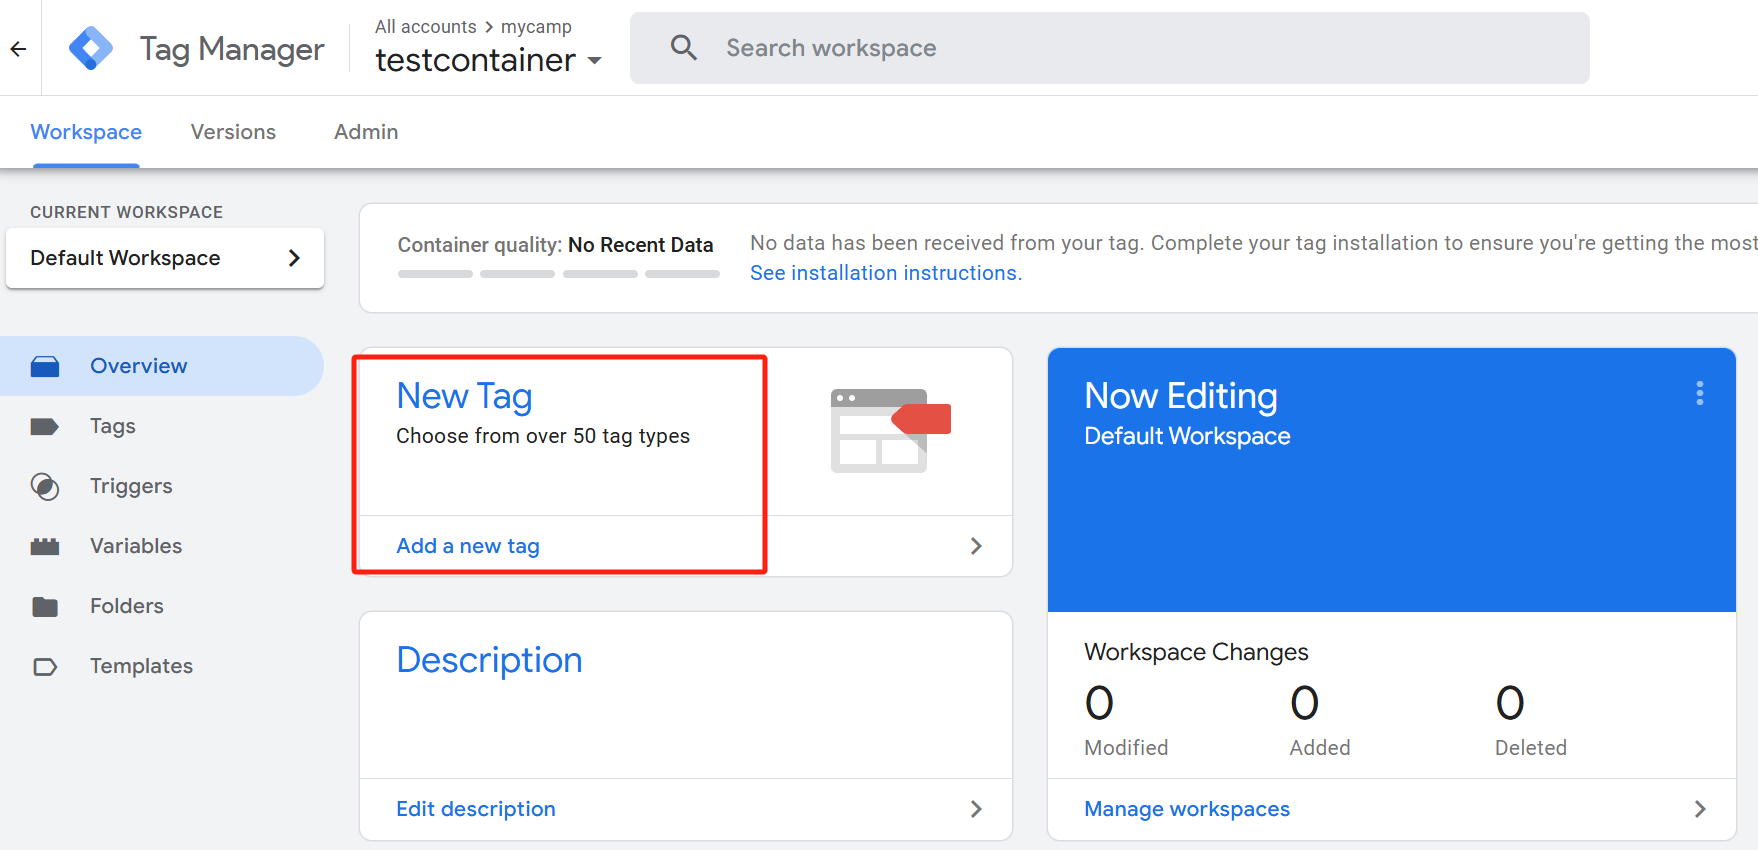 Tag Manager
All accounts > mycamp
testcontainer
Search workspace
Workspace
Versions
Admin
CURRENT WORKSPACE
Default Workspace
Overview
Tags
Triggers
Variables
Folders
Templates
Container quality: No Recent Data
No data has been received from your tag. Complete your tag installation to ensure you're getting the most
See installation instructions.
New Tag
Choose from over 50 tag types
Add a new tag
Description
Edit description
Now Editing
Default Workspace
Workspace Changes
0
Modified
0
Added
0
Deleted
Manage workspaces